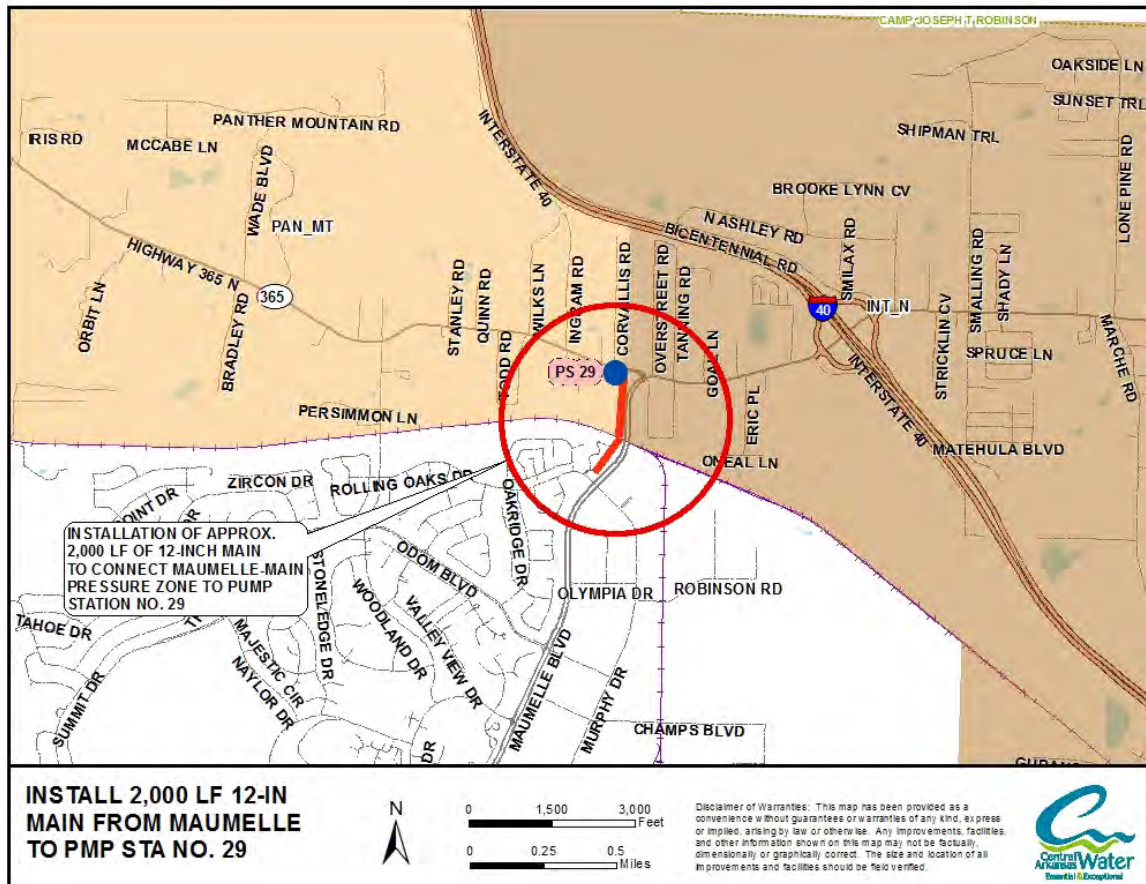 CAMP JOSEPH T ROBINSON
OAKSIDE LN
SUNSET TRL
SHIPMAN TRL
LONE PINE RD
PANTHER MOUNTAIN RD
IRIS RD
MCCABE LN
WADE BLVD
INTERSTATE 40
BROOKE LYNN CV
N ASHLEY RD
BICENTENNIAL RD
SMILAX RD
PAN_MT
HIGHWAY 365 N
365
ORBIT LN
BRADLEY RD
STANLEY RD
QUINN RD
WILKS LN
INGRAM RD
CORVALLIS RD
OVERSTREET RD
TANNING RD
GOAL LN
40
INT_N
STRICKLIN CV
SMALLING RD
SHADY LN
SPRUCE LN
MARCHE RD
INTERSTATE 40
TODD RD
PS 29
ERIC PL
PERSIMMON LN
MATEHULA BLVD
ONEAL LN
ZIRCON DR
ROLLING OAKS DR
OAKRIDGE DR
INSTALLATION OF APPROX.
2,000 LF OF 12-INCH MAIN
TO CONNECT MAUMELLE-MAIN
PRESSURE ZONE TO PUMP
STATION NO. 29
STONELEDGE DR
ODOM BLVD
WOODLAND DR
VALLEY VIEW DR
OLYMPIA DR
ROBINSON RD
TAHOE DR
SUMMIT DR
MAJESTIC CIR
NAYLOR DR
MAUMELLE BLVD
MURPHY DR
CHAMPS BLVD
DR
INSTALL 2,000 LF 12-IN
MAIN FROM MAUMELLE
TO PMP STA NO. 29
N
0 1,500 3,000
Feet
0 0.25 0.5
Miles
Disclaimer of Warranties: This map has been provided as a
convenience without guarantees or warranties of any kind, express
or implied, arising by law or otherwise. Any improvements, facilities,
and other information shown on this map may not be factually,
dimensionally or graphically correct. The size and location of all
improvements and facilities should be field verified.
Central
Arkansas Water
Essential & Exceptional